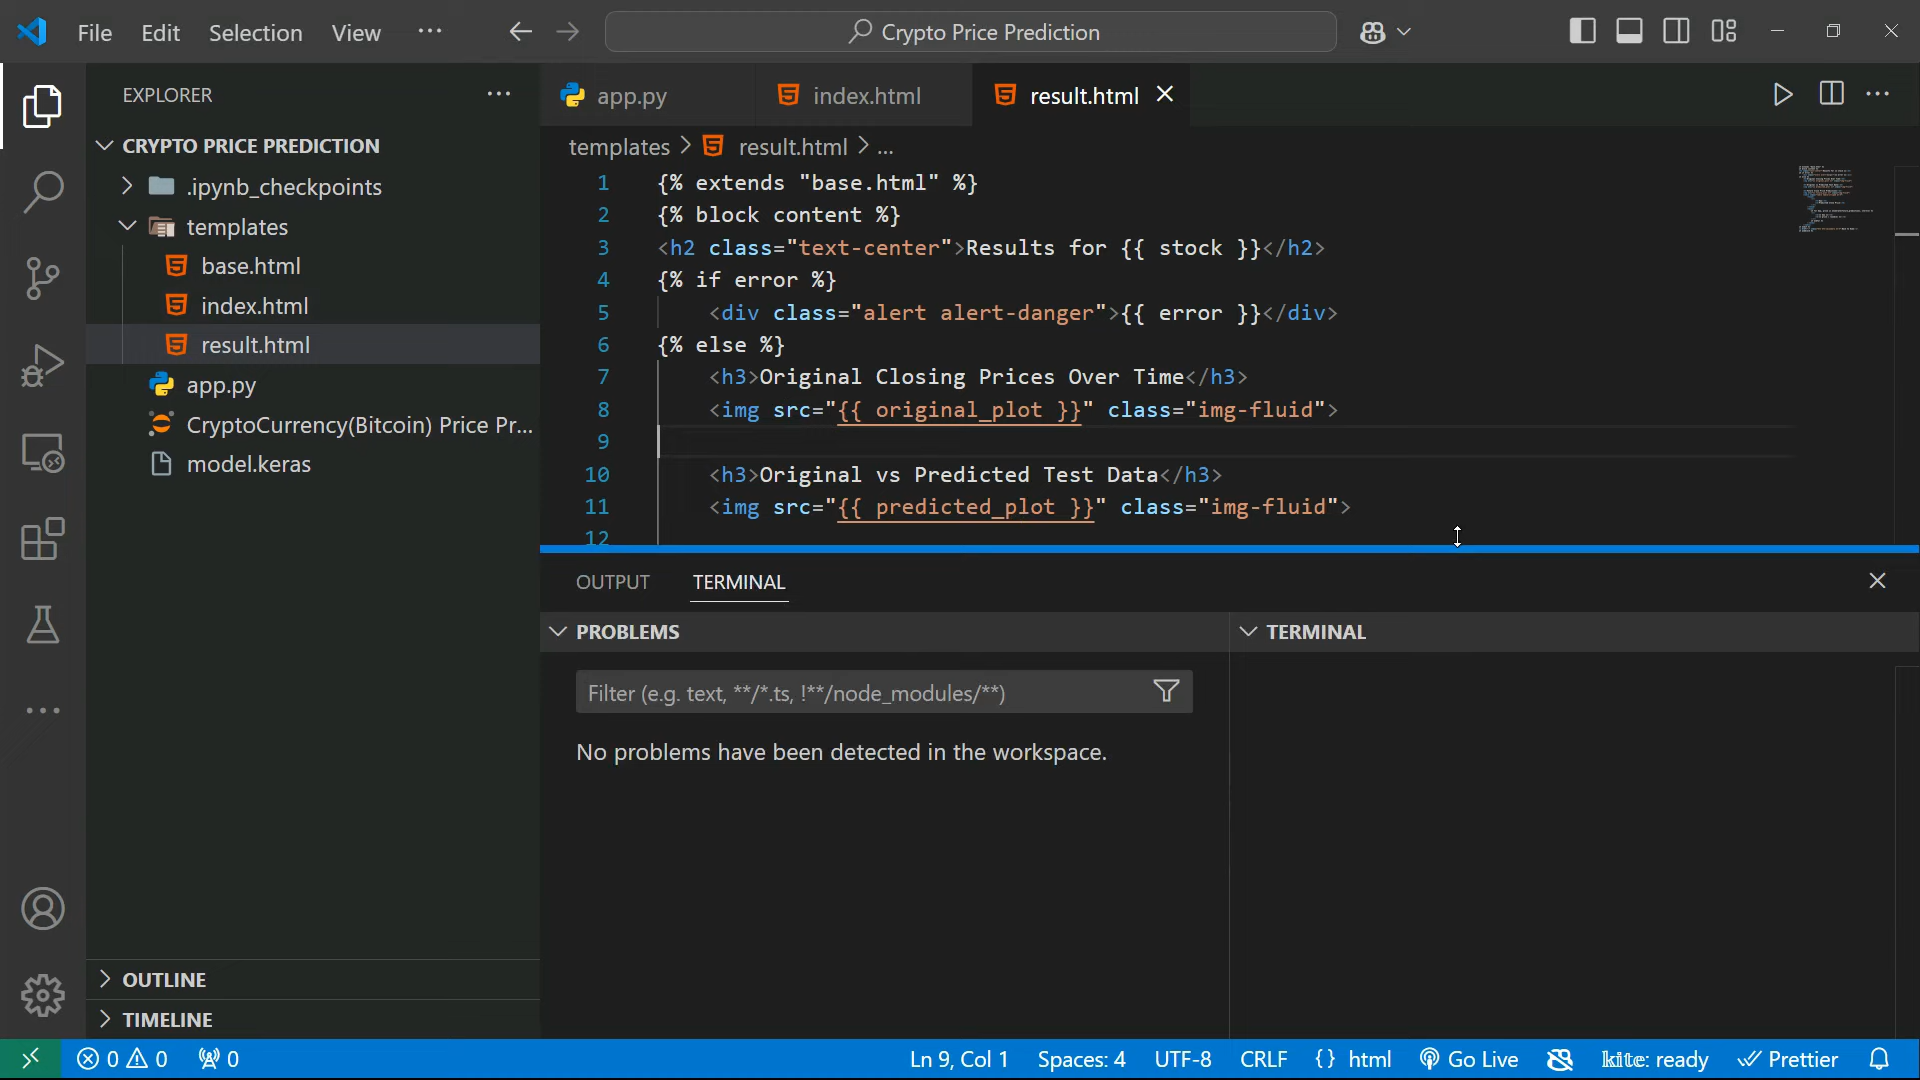 File Edit Selection View ... Crypto Price Prediction
EXPLORER ...
CRYPTO PRICE PREDICTION
.ipynb_checkpoints
templates
base.html
index.html
result.html
app.py
CryptoCurrency(Bitcoin) Price Pr...
model.keras
OUTLINE
TIMELINE
app.py index.html result.html
templates > result.html > ...
1 {% extends "base.html" %}
2 {% block content %}
3 <h2 class="text-center">Results for {{ stock }}</h2>
4 {% if error %}
5 <div class="alert alert-danger">{{ error }}</div>
6 {% else %}
7 <h3>Original Closing Prices Over Time</h3>
8 <img src="{{ original_plot }}" class="img-fluid">
9
10 <h3>Original vs Predicted Test Data</h3>
11 <img src="{{ predicted_plot }}" class="img-fluid">
12
OUTPUT TERMINAL
PROBLEMS
Filter (e.g. text, **/*.ts, !**/node_modules/**)
No problems have been detected in the workspace.
TERMINAL
0 0 0 Ln 9, Col 1 Spaces: 4 UTF-8 CRLF {} html Go Live kite: ready Prettier